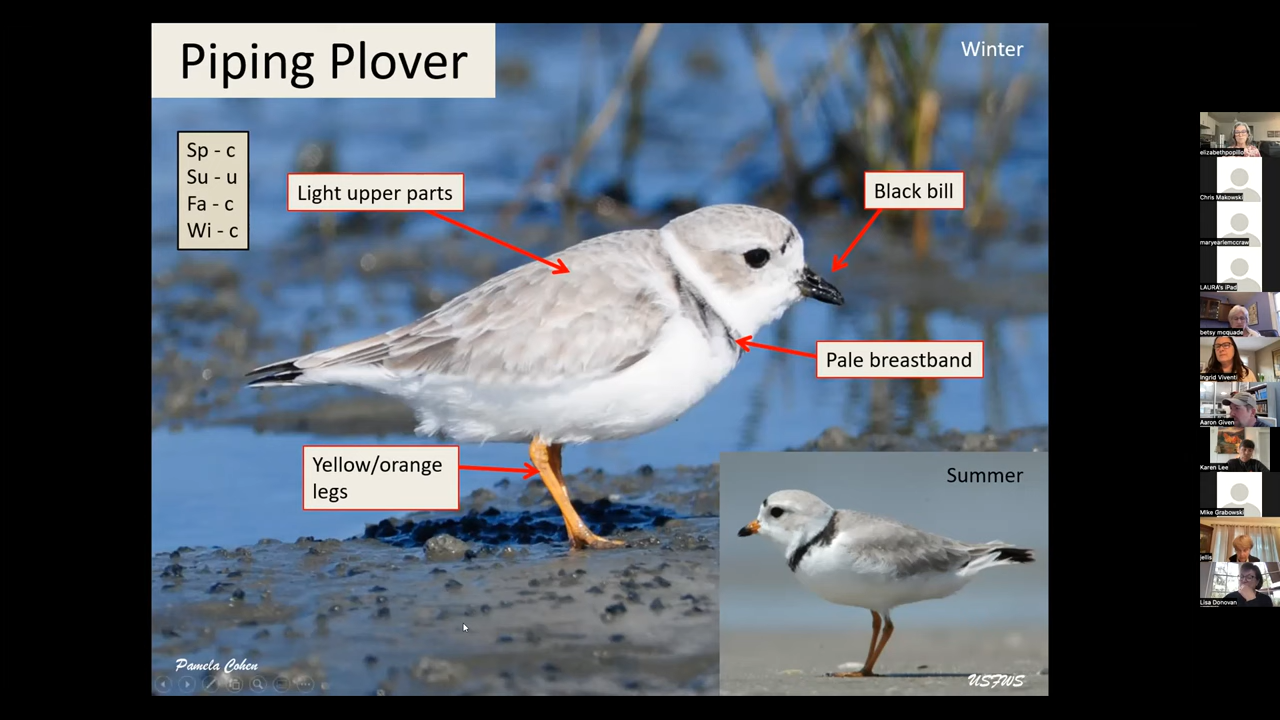 Piping Plover
Winter
Sp - c
Su - u
Fa - c
Wi - c
Light upper parts
Black bill
Pale breastband
Yellow/orange
legs
Summer
Pamela Cohen
USFWS
elizabethpopillo
Chris Makowski
maryearlemccraw
LAURA's iPad
betsy mcquade
Ingrid Viventi
Aaron Given
Karen Lee
Mike Grabowski
jellis
Lisa Donovan